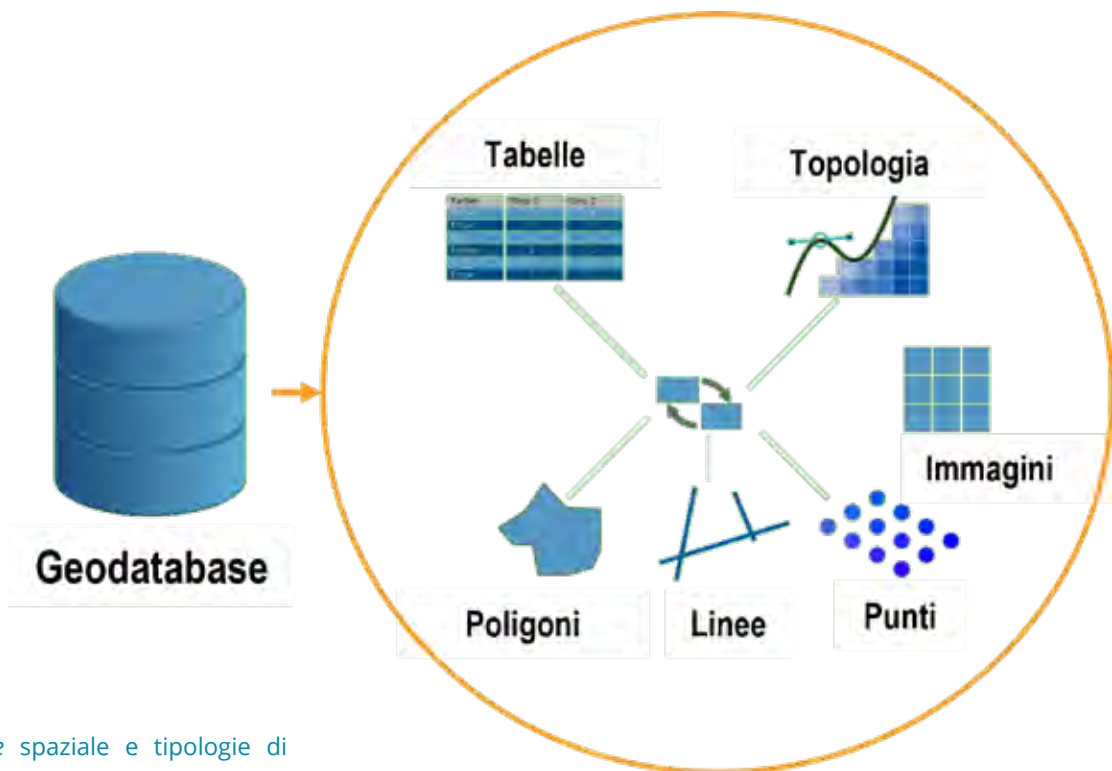 Tabelle
Topologia
Immagini
Geodatabase
Poligoni
Linee
Punti
spaziale e tipologie di